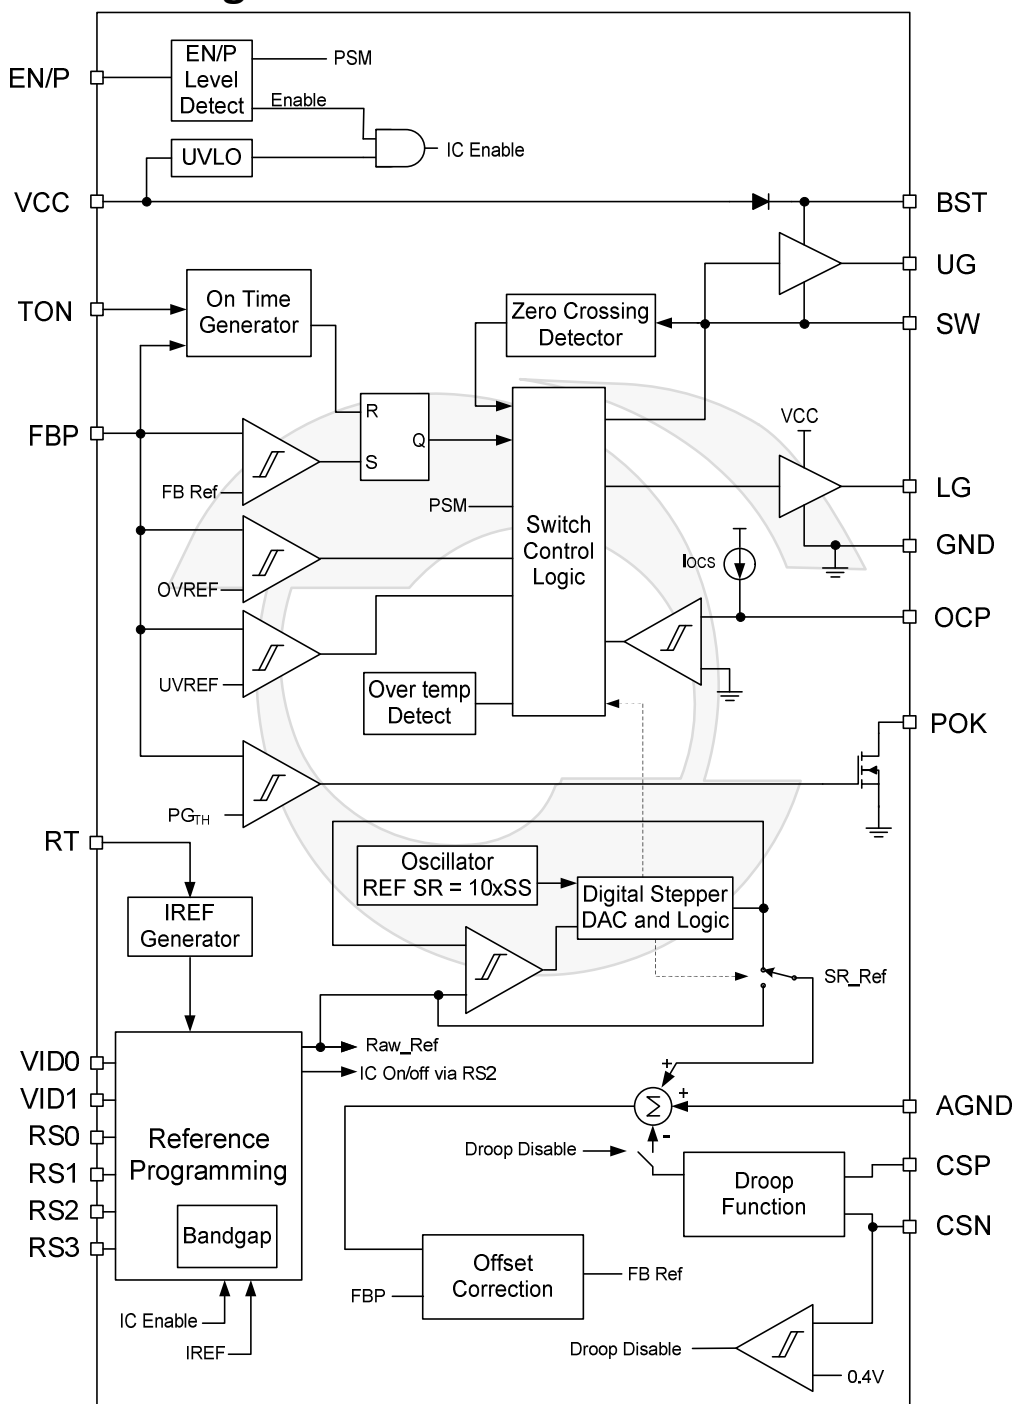 EN/P
EN/P
Level
Detect
PSM
Enable
IC Enable
UVLO
VCC
BST
UG
TON
On Time
Generator
Zero Crossing
Detector
SW
R
Q
S
VCC
FBP
FB Ref
PSM
LG
Switch
Control
Logic
GND
IOCS
OVREF
OCP
UVREF
Over temp
Detect
POK
PGTH
RT
Oscillator
REF SR = 10xSS
Digital Stepper
DAC and Logic
IREF
Generator
SR_Ref
Raw_Ref
IC On/off via RS2
VID0
VID1
RS0
RS1
RS2
RS3
Reference
Programming
Bandgap
+
+
Σ
-
AGND
Droop Disable
CSP
Droop
Function
CSN
Offset
Correction
FB Ref
FBP
IC Enable
IREF
Droop Disable
0.4V